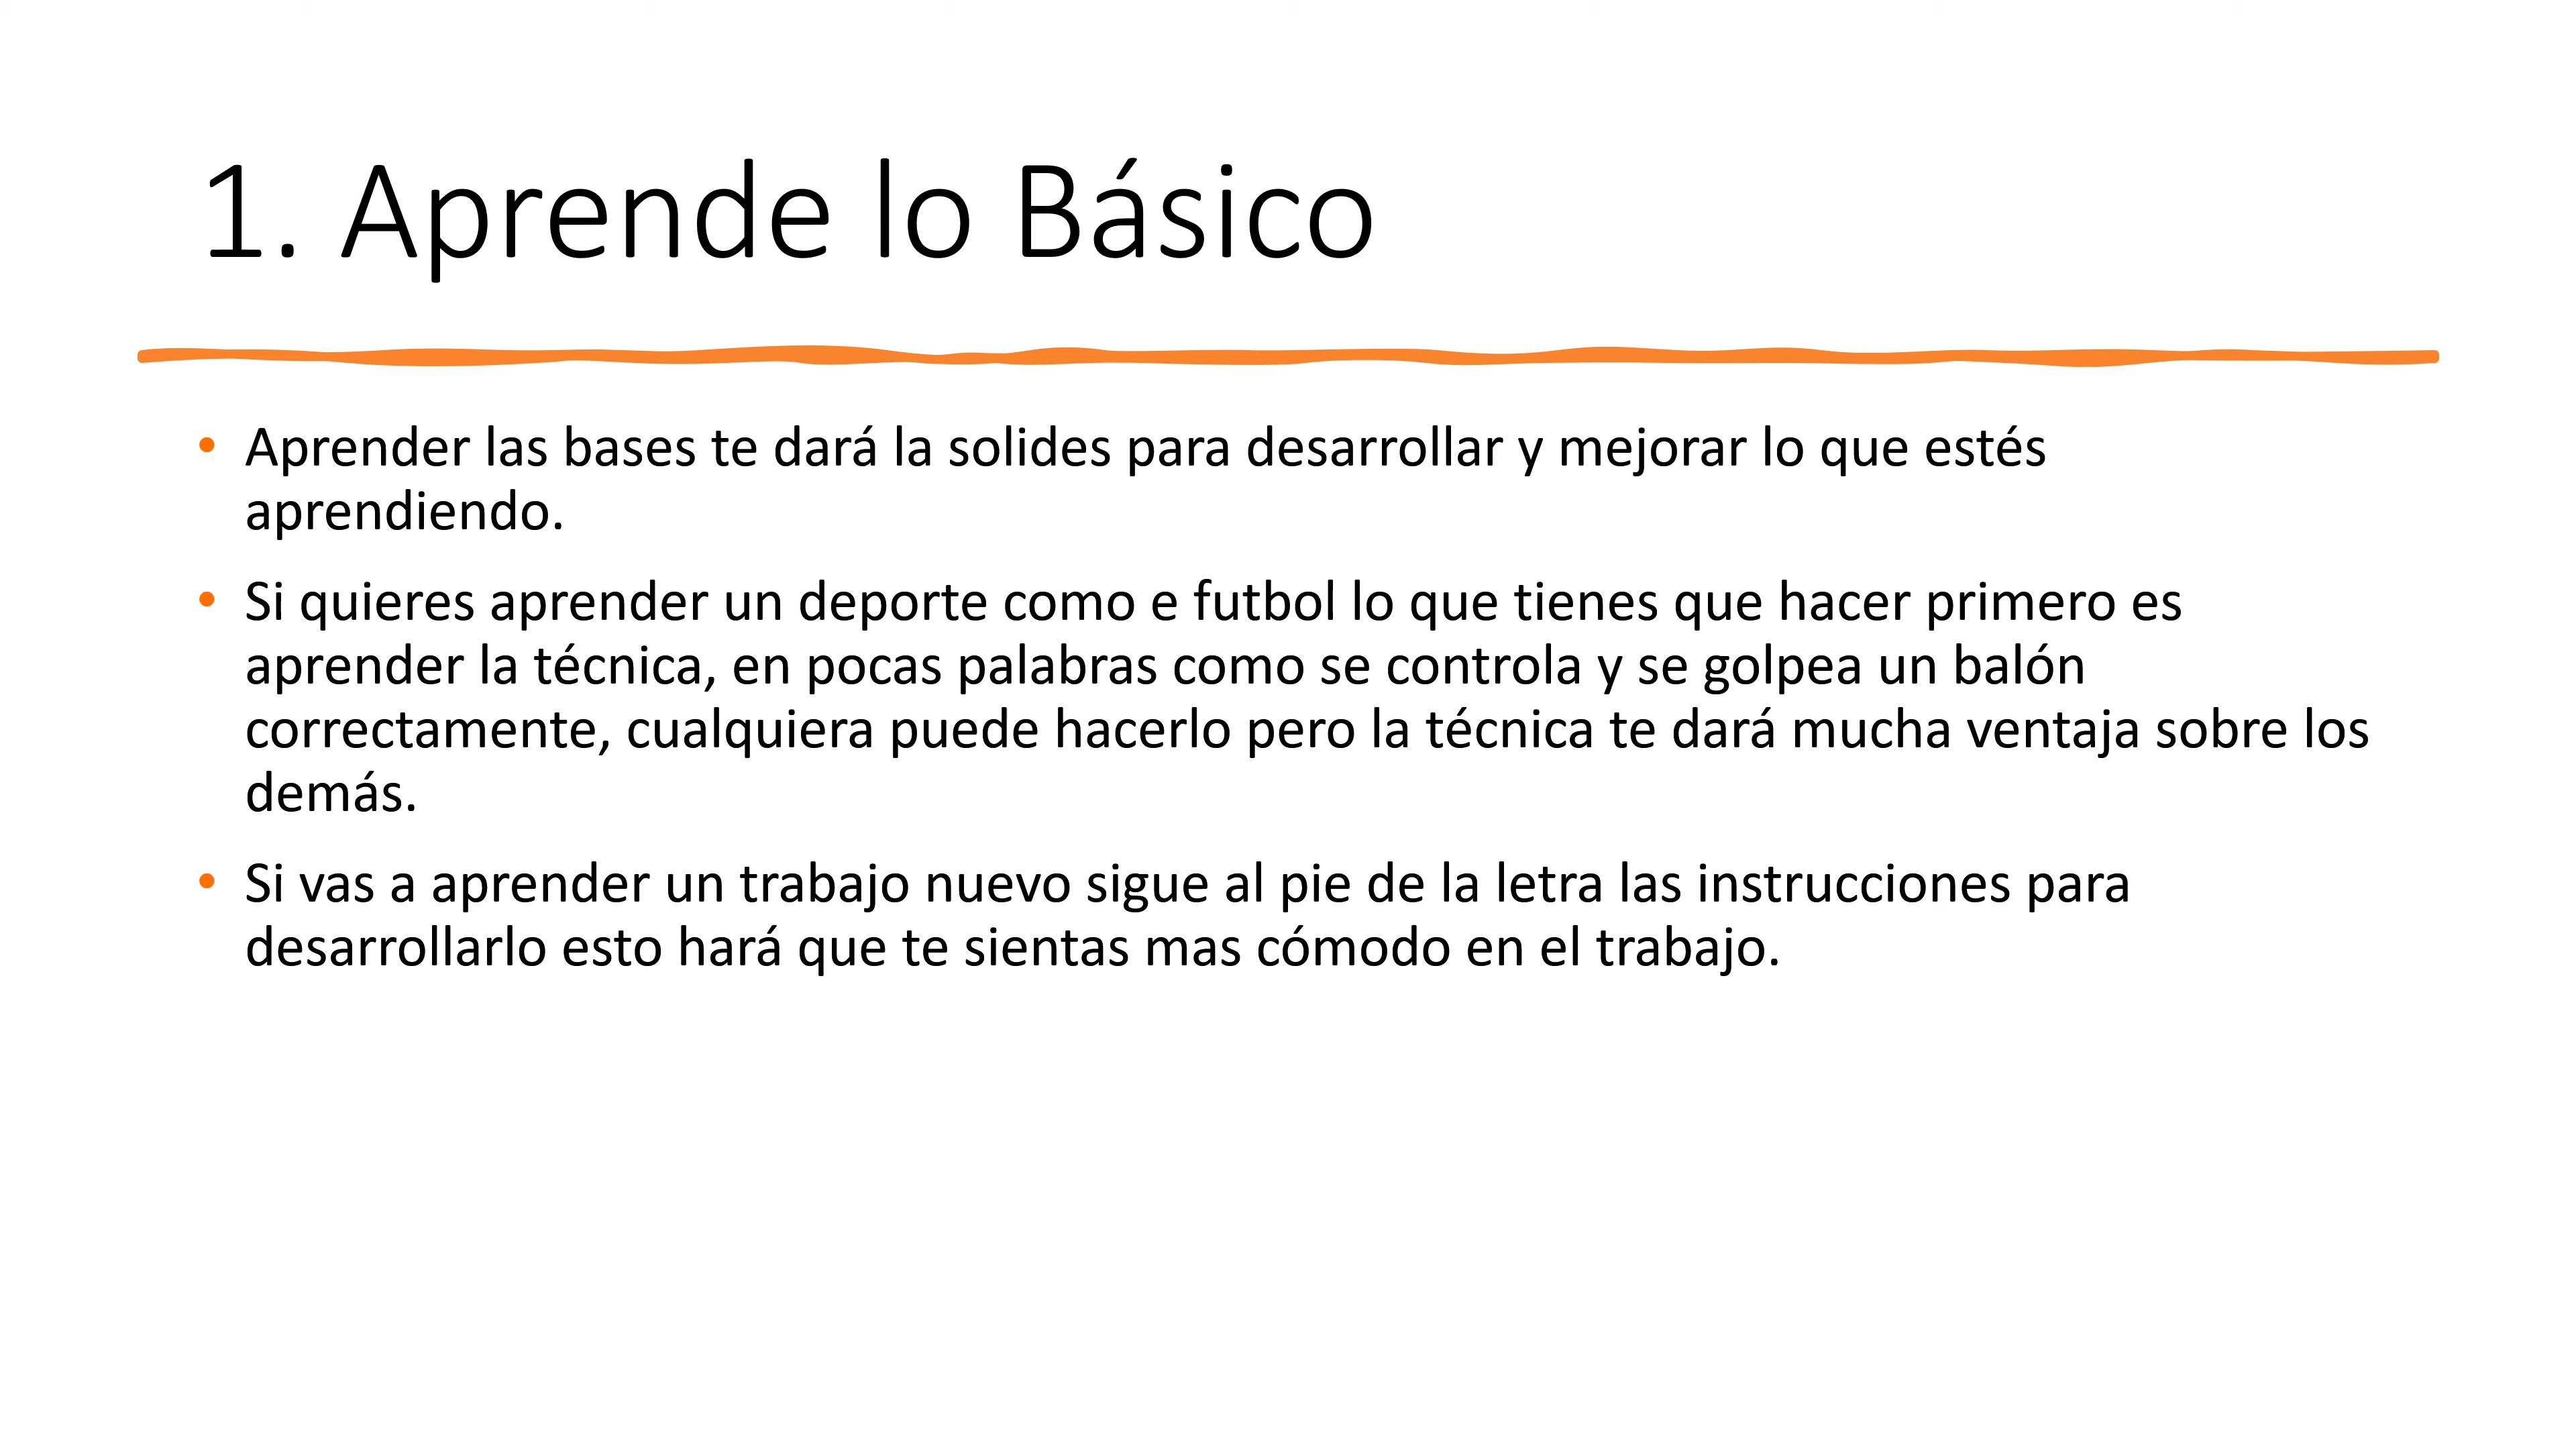 1. Aprende lo Básico
• Aprender las bases te dará la solides para desarrollar y mejorar lo que estés
aprendiendo.
• Si quieres aprender un deporte como e futbol lo que tienes que hacer primero es
aprender la técnica, en pocas palabras como se controla y se golpea un balón
correctamente, cualquiera puede hacerlo pero la técnica te dará mucha ventaja sobre los
demás.
• Si vas a aprender un trabajo nuevo sigue al pie de la letra las instrucciones para
desarrollarlo esto hará que te sientas mas cómodo en el trabajo.